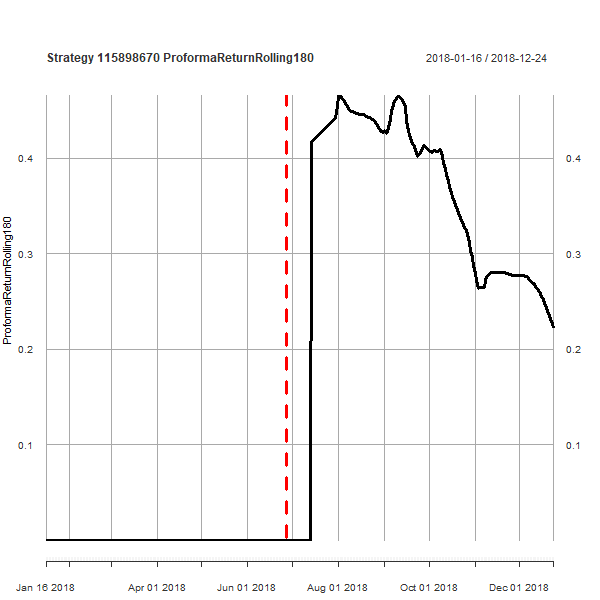 Strategy 115898670 ProformaReturnRolling180
2018-01-16 / 2018-12-24
ProformaReturnRolling180
0.4
0.4
0.3
0.3
0.2
0.2
0.1
0.1
Jan 16 2018
Apr 01 2018
Jun 01 2018
Aug 01 2018
Oct 01 2018
Dec 01 2018